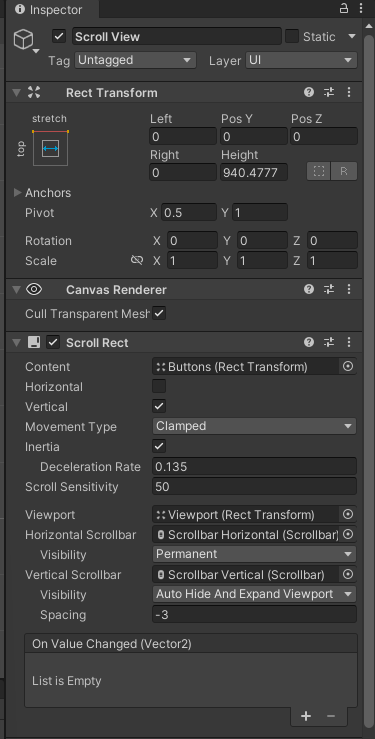 Inspector
Scroll View Static
Tag Untagged Layer UI
Rect Transform
stretch
top
Left Pos Y Pos Z
0 0 0
Right Height
0 940.4777
R
Anchors
Pivot X 0.5 Y 1
Rotation X 0 Y 0 Z 0
Scale X 1 Y 1 Z 1
Canvas Renderer
Cull Transparent Mesh
Scroll Rect
Content Buttons (Rect Transform)
Horizontal
Vertical
Movement Type Clamped
Inertia
Deceleration Rate 0.135
Scroll Sensitivity 50
Viewport Viewport (Rect Transform)
Horizontal Scrollbar Scrollbar Horizontal (Scrollbar)
Visibility Permanent
Vertical Scrollbar Scrollbar Vertical (Scrollbar)
Visibility Auto Hide And Expand Viewport
Spacing -3
On Value Changed (Vector2)
List is Empty